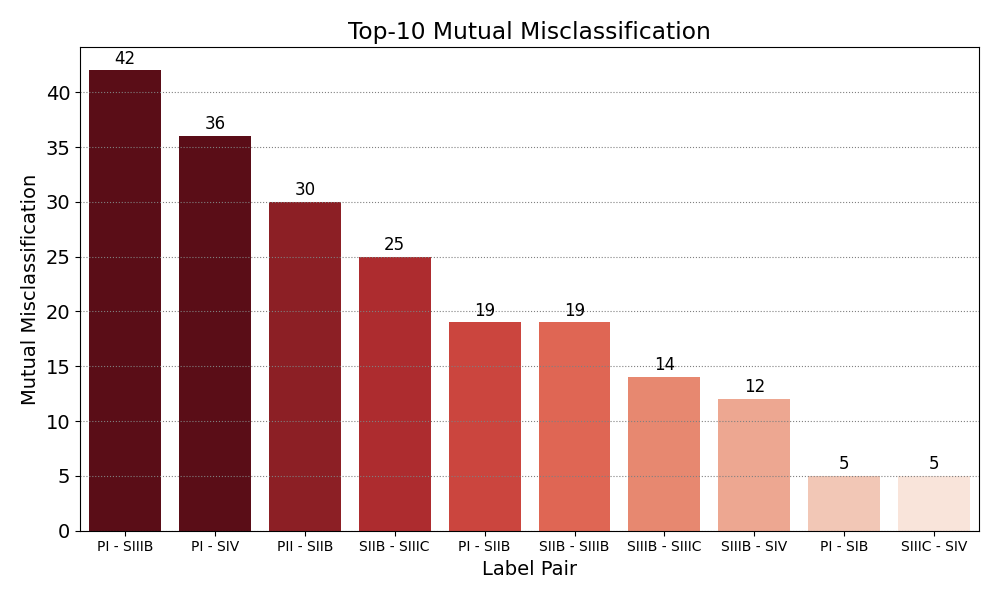 Top-10 Mutual Misclassification
Mutual Misclassification
40
35
30
25
20
15
10
5
0
42
36
30
25
19
19
14
12
5
5
PI - SIIIB
PI - SIV
PII - SIIB
SIIB - SIIIC
PI - SIIB
SIIB - SIIIB
SIIIB - SIIIC
SIIIB - SIV
PI - SIB
SIIIC - SIV
Label Pair